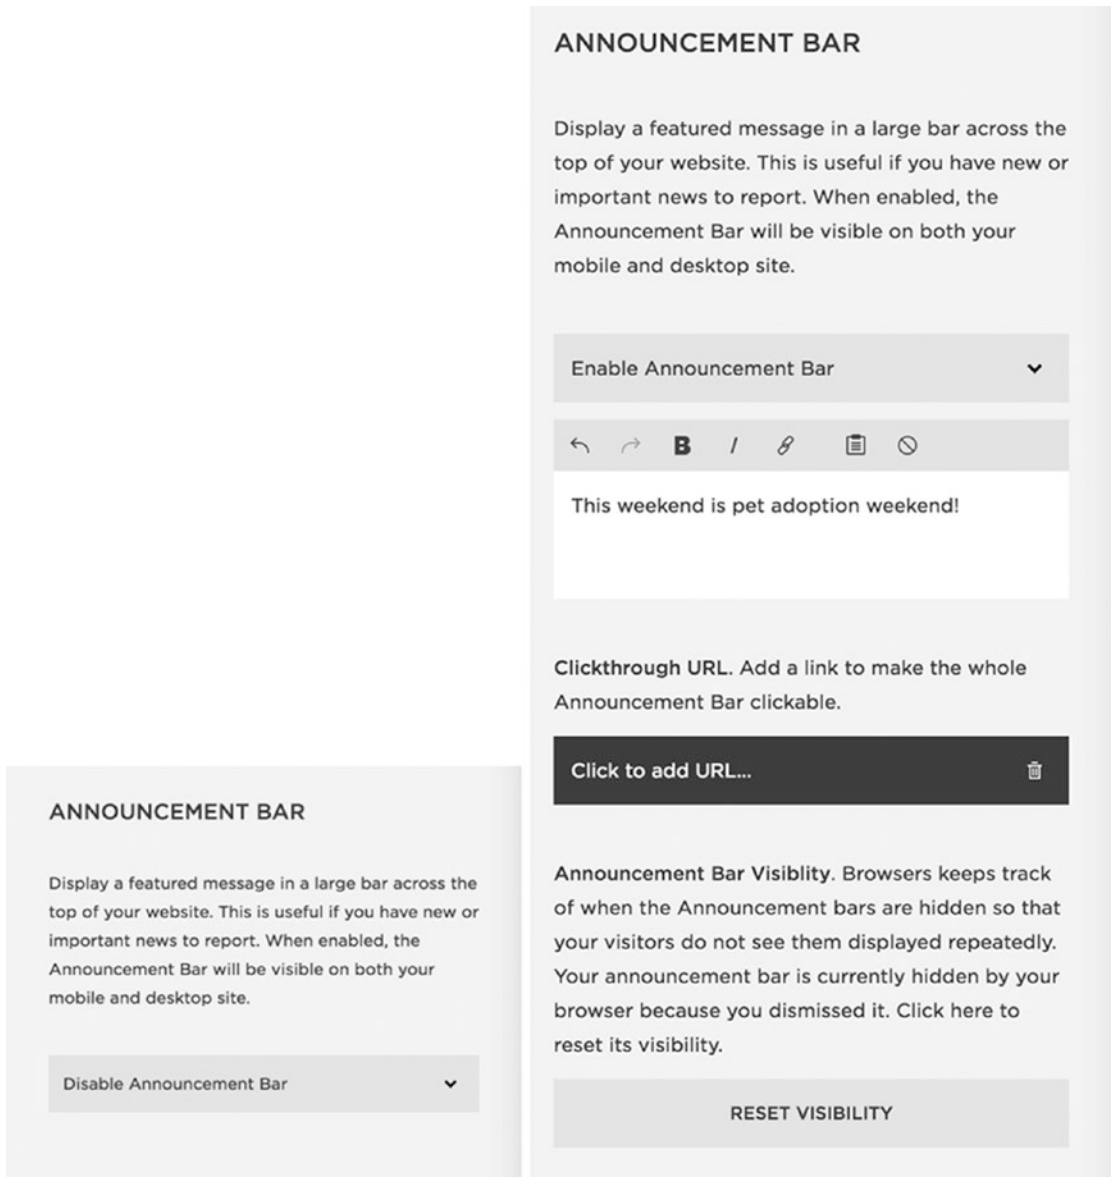 ANNOUNCEMENT BAR
Display a featured message in a large bar across the
top of your website. This is useful if you have new or
important news to report. When enabled, the
Announcement Bar will be visible on both your
mobile and desktop site.
Disable Announcement Bar
ANNOUNCEMENT BAR
Display a featured message in a large bar across the
top of your website. This is useful if you have new or
important news to report. When enabled, the
Announcement Bar will be visible on both your
mobile and desktop site.
Enable Announcement Bar
B I
This weekend is pet adoption weekend!
Clickthrough URL. Add a link to make the whole
Announcement Bar clickable.
Click to add URL...
Announcement Bar Visiblity. Browsers keeps track
of when the Announcement bars are hidden so that
your visitors do not see them displayed repeatedly.
Your announcement bar is currently hidden by your
browser because you dismissed it. Click here to
reset its visibility.
RESET VISIBILITY